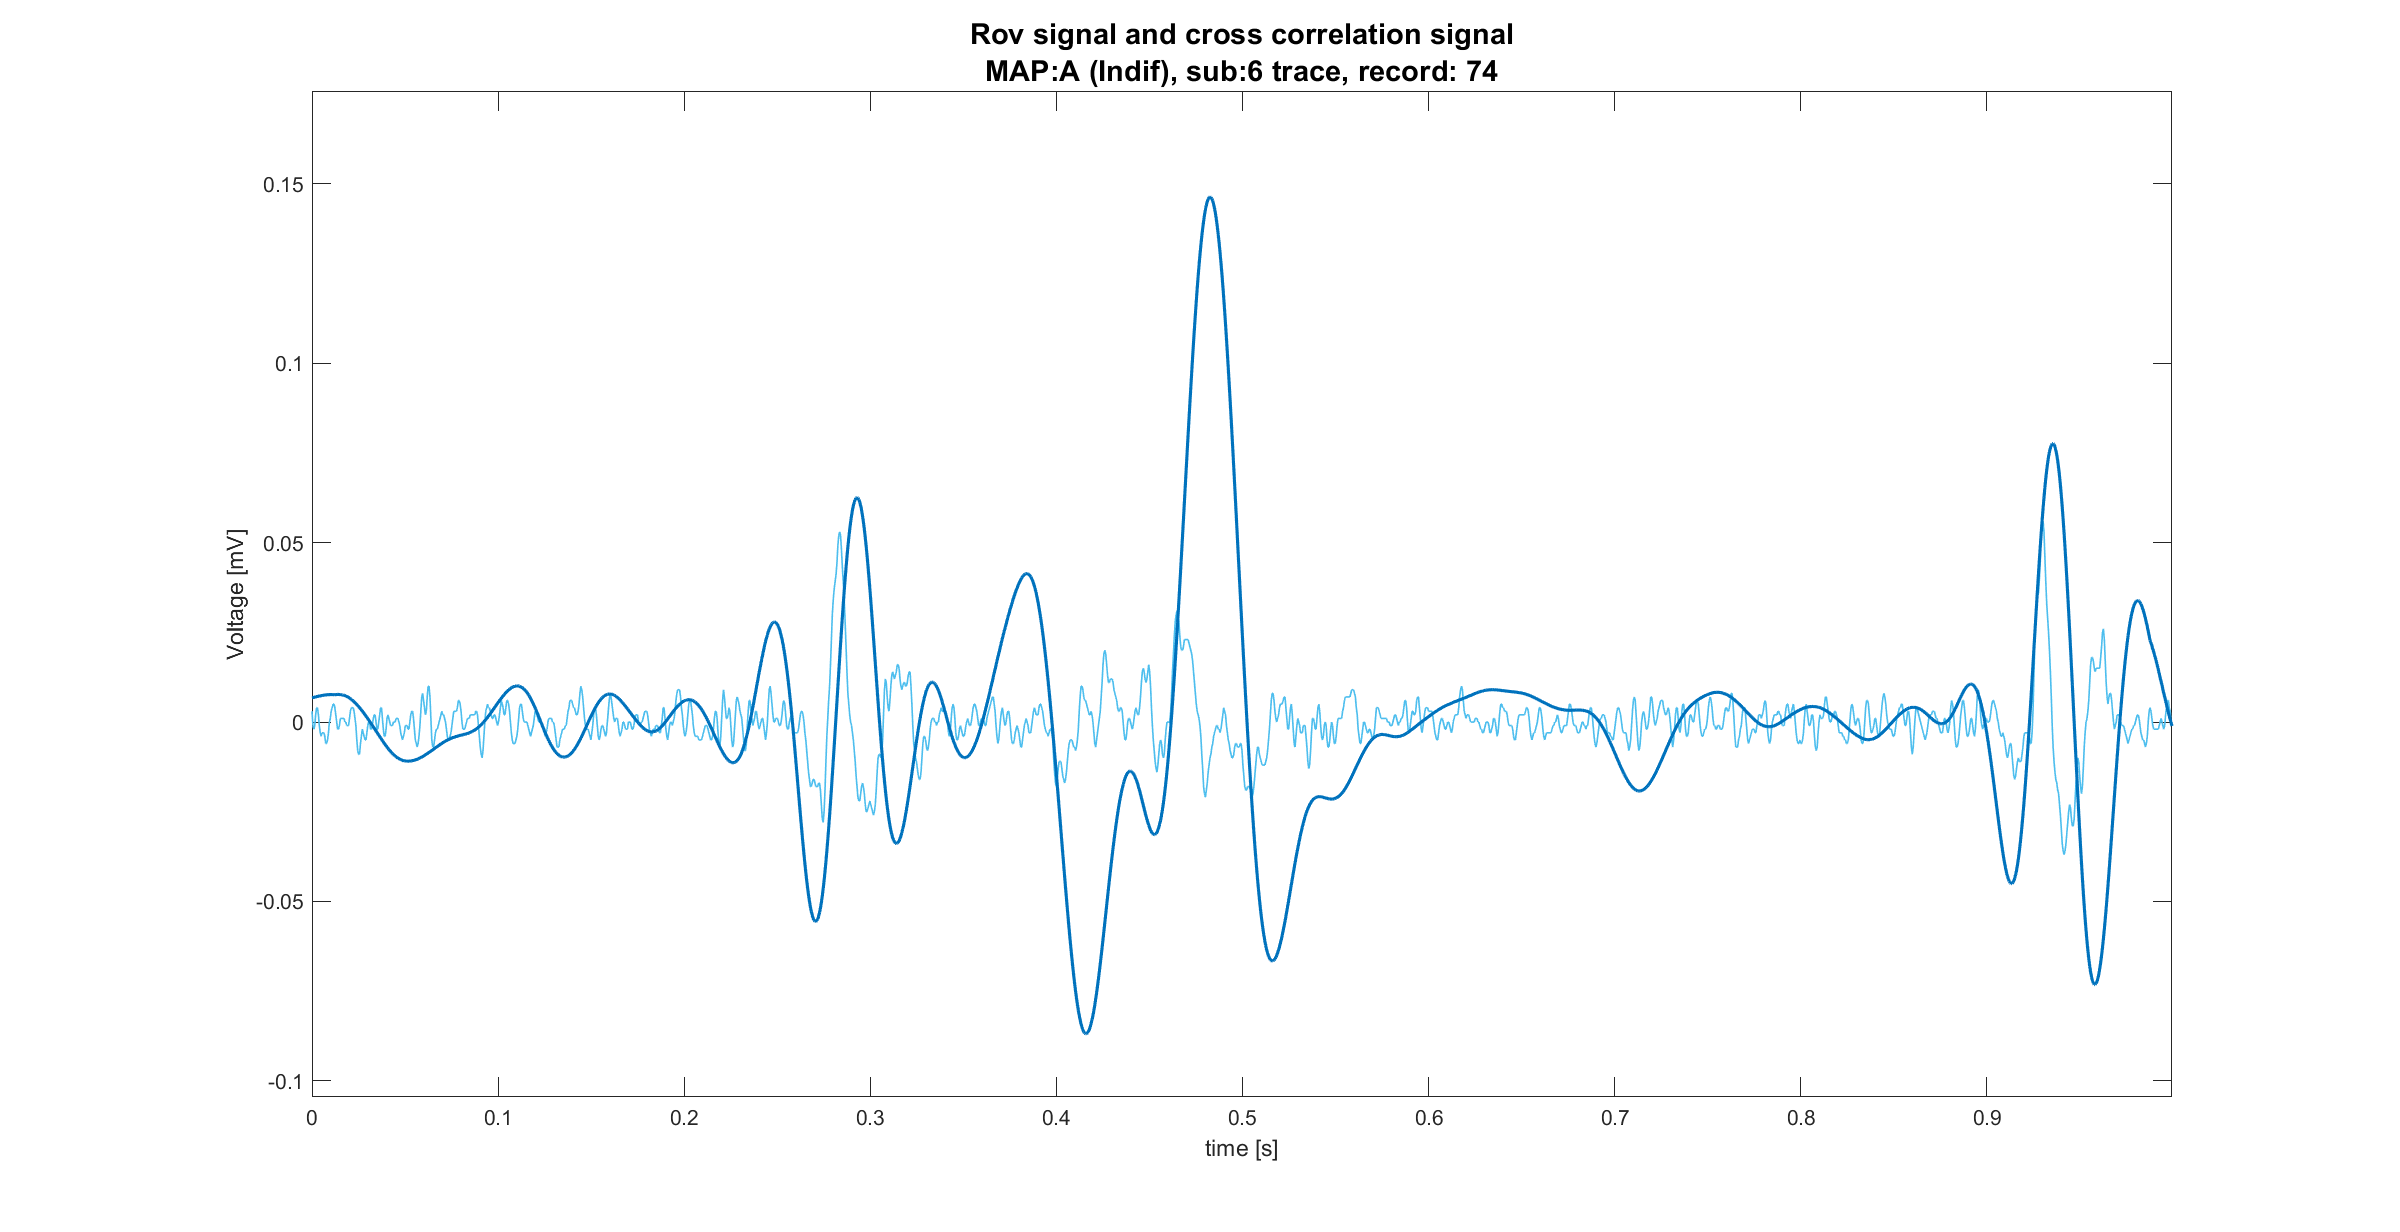 Rov signal and cross correlation signal
MAP:A (Indif), sub:6 trace, record: 74
Voltage [mV]
0.15
0.1
0.05
0
-0.05
-0.1
0 0.1 0.2 0.3 0.4 0.5 0.6 0.7 0.8 0.9
time [s]